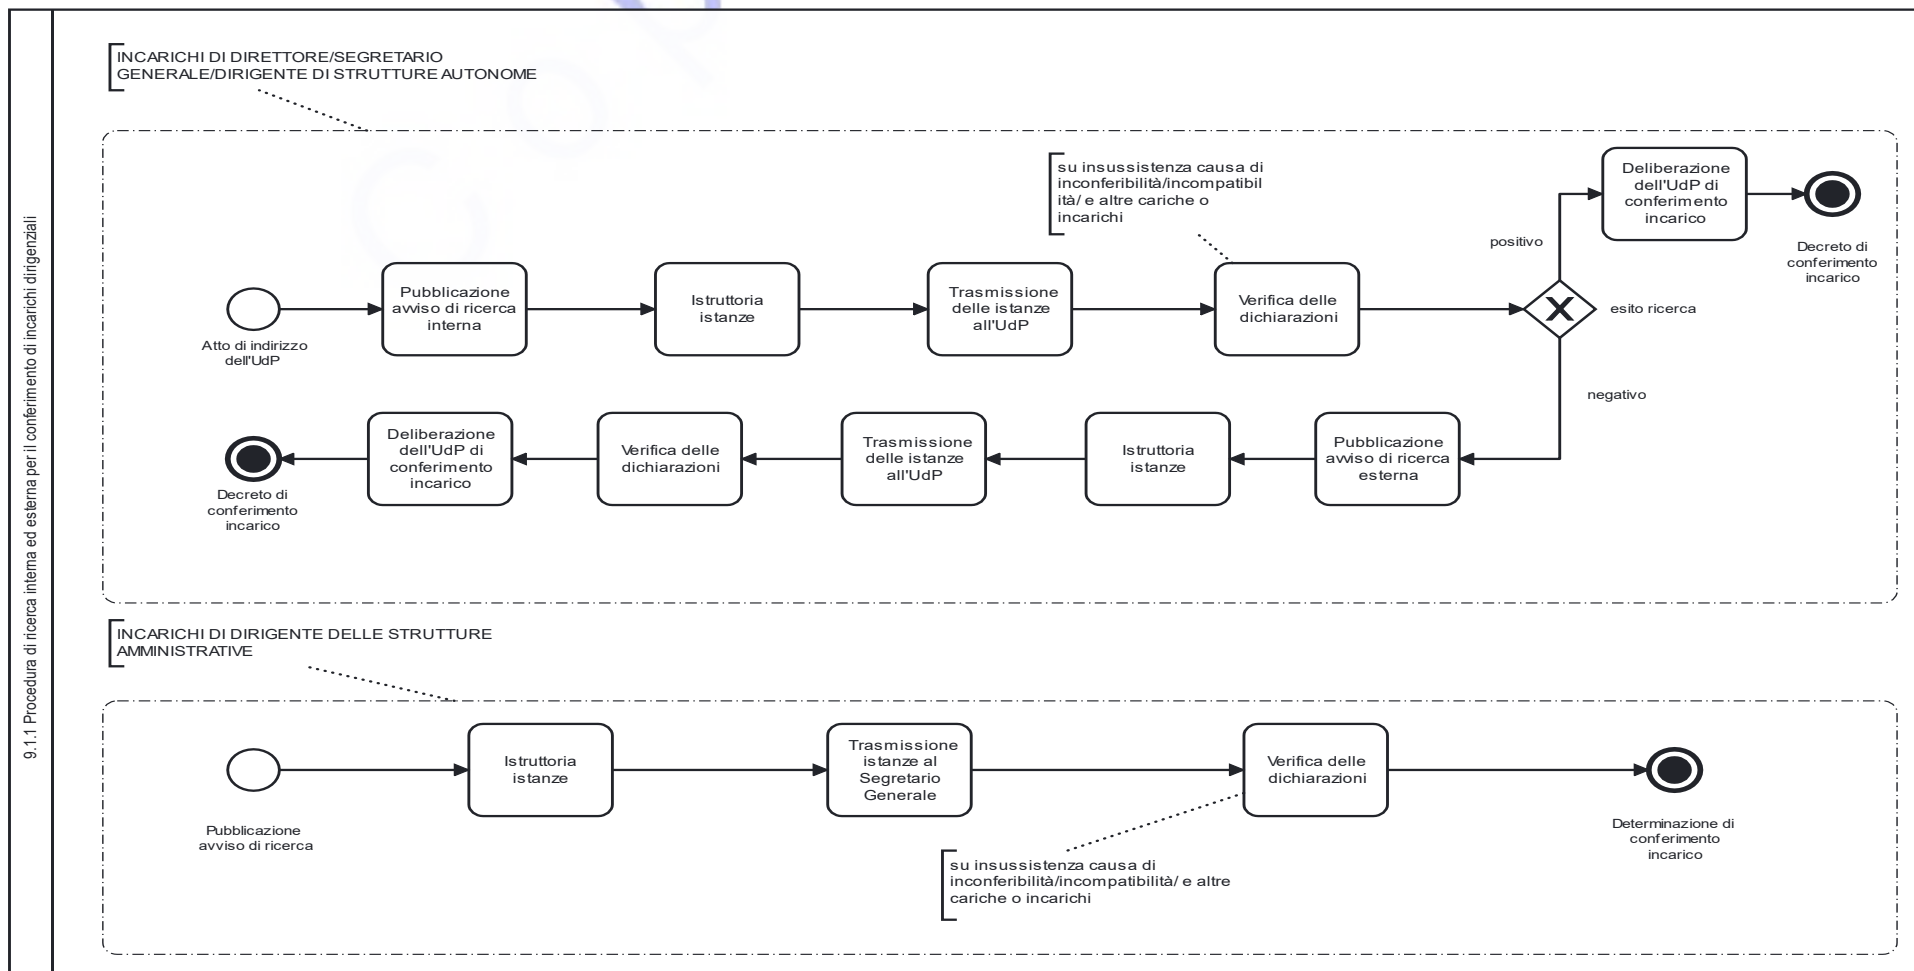 9.1.1 Procedura di ricerca interna ed esterna per il conferimento di incarichi dirigenziali
INCARICHI DI DIRETTORE/SEGRETARIO
GENERALE/DIRIGENTE DI STRUTTURE AUTONOME
su insussistenza causa di
inconferibilità/incompatibil
ità/ e altre cariche o
incarichi
Deliberazione
dell'UdP di
conferimento
incarico
Decreto di
conferimento
incarico
positivo
Atto di indirizzo
dell'UdP
Pubblicazione
avviso di ricerca
interna
Istruttoria
istanze
Trasmissione
delle istanze
all'UdP
Verifica delle
dichiarazioni
esito ricerca
negativo
Decreto di
conferimento
incarico
Deliberazione
dell'UdP di
conferimento
incarico
Verifica delle
dichiarazioni
Trasmissione
delle istanze
all'UdP
Istruttoria
istanze
Pubblicazione
avviso di ricerca
esterna
INCARICHI DI DIRIGENTE DELLE STRUTTURE
AMMINISTRATIVE
Pubblicazione
avviso di ricerca
Istruttoria
istanze
Trasmissione
istanze al
Segretario
Generale
Verifica delle
dichiarazioni
Determinazione di
conferimento
incarico
su insussistenza causa di
inconferibilità/incompatibilità/ e altre
cariche o incarichi